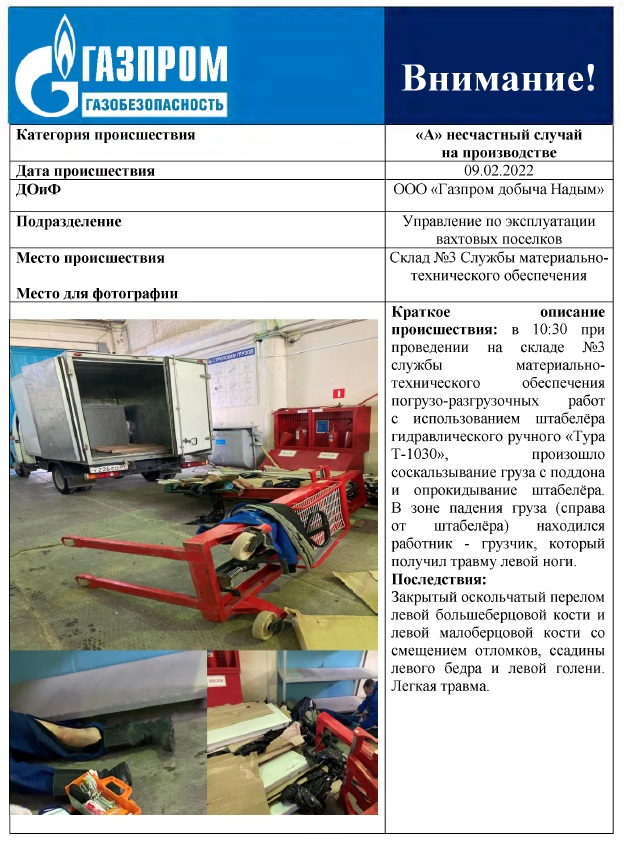 ГАЗПРОМ
ГАЗОБЕЗОПАСНОСТЬ
Внимание!
Категория происшествия
«А» несчастный случай
на производстве
Дата происшествия
09.02.2022
ДОиФ
ООО «Газпром добыча Надым»
Подразделение
Управление по эксплуатации
вахтовых поселков
Место происшествия
Склад №3 Службы материально-
технического обеспечения
Место для фотографии
Краткое описание
происшествия: в 10:30 при
проведении на складе №3
службы материально-
технического обеспечения
погрузо-разгрузочных работ
с использованием штабелёра
гидравлического ручного «Тура
Т-1030», произошло
соскальзывание груза с поддона
и опрокидывание штабелёра.
В зоне падения груза (справа
от штабелёра) находился
работник - грузчик, который
получил травму левой ноги.
Последствия:
Закрытый оскольчатый перелом
левой большеберцовой кости и
левой малоберцовой кости со
смещением отломков, ссадины
левого бедра и левой голени.
Легкая травма.